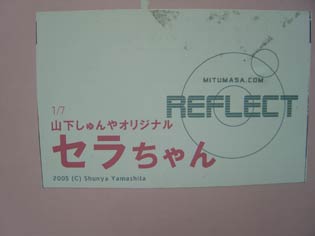 MITUMASA.COM
REFLECT
1/7
山下しゅんやオリジナル
セラちゃん
2005 (C) Shunya Yamashita